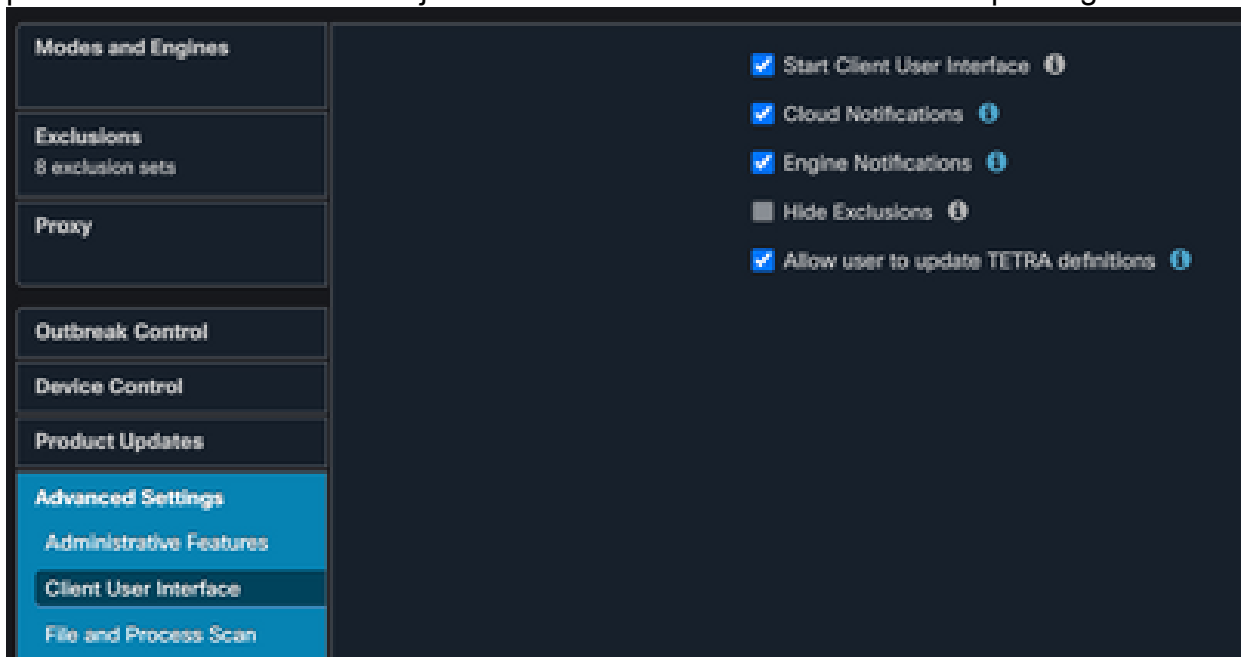 Modes and Engines
Exclusions
8 exclusion sets
Proxy
Outbreak Control
Device Control
Product Updates
Advanced Settings
Administrative Features
Client User Interface
File and Process Scan
Start Client User Interface
Cloud Notifications
Engine Notifications
Hide Exclusions
Allow user to update TETRA definitions